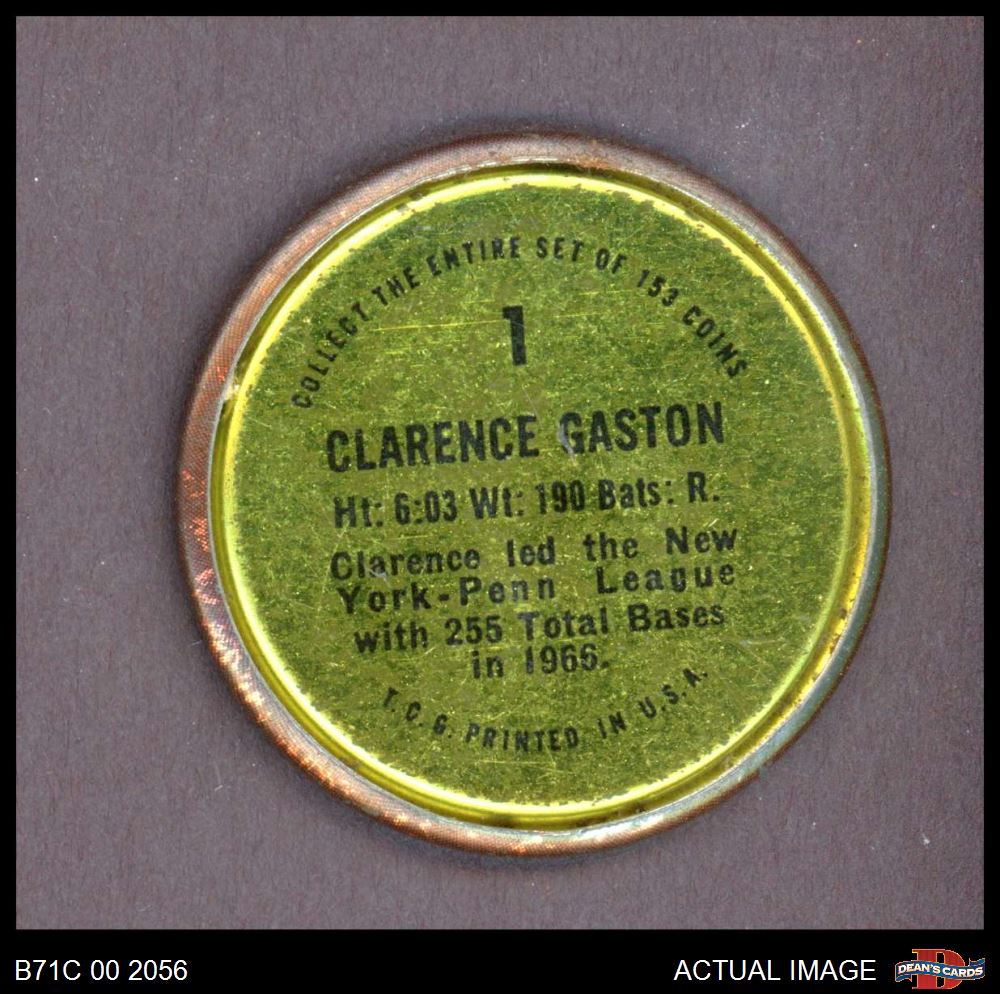 COLLECT THE ENTIRE SET OF 153 COINS
1
CLARENCE GASTON
Ht: 6:03 Wt: 190 Bats: R.
Clarence led the New
York-Penn League
with 255 Total Bases
in 1966.
T.C.G. PRINTED IN U.S.A.
B71C 00 2056
ACTUAL IMAGE
D
DEAN'S CARDS